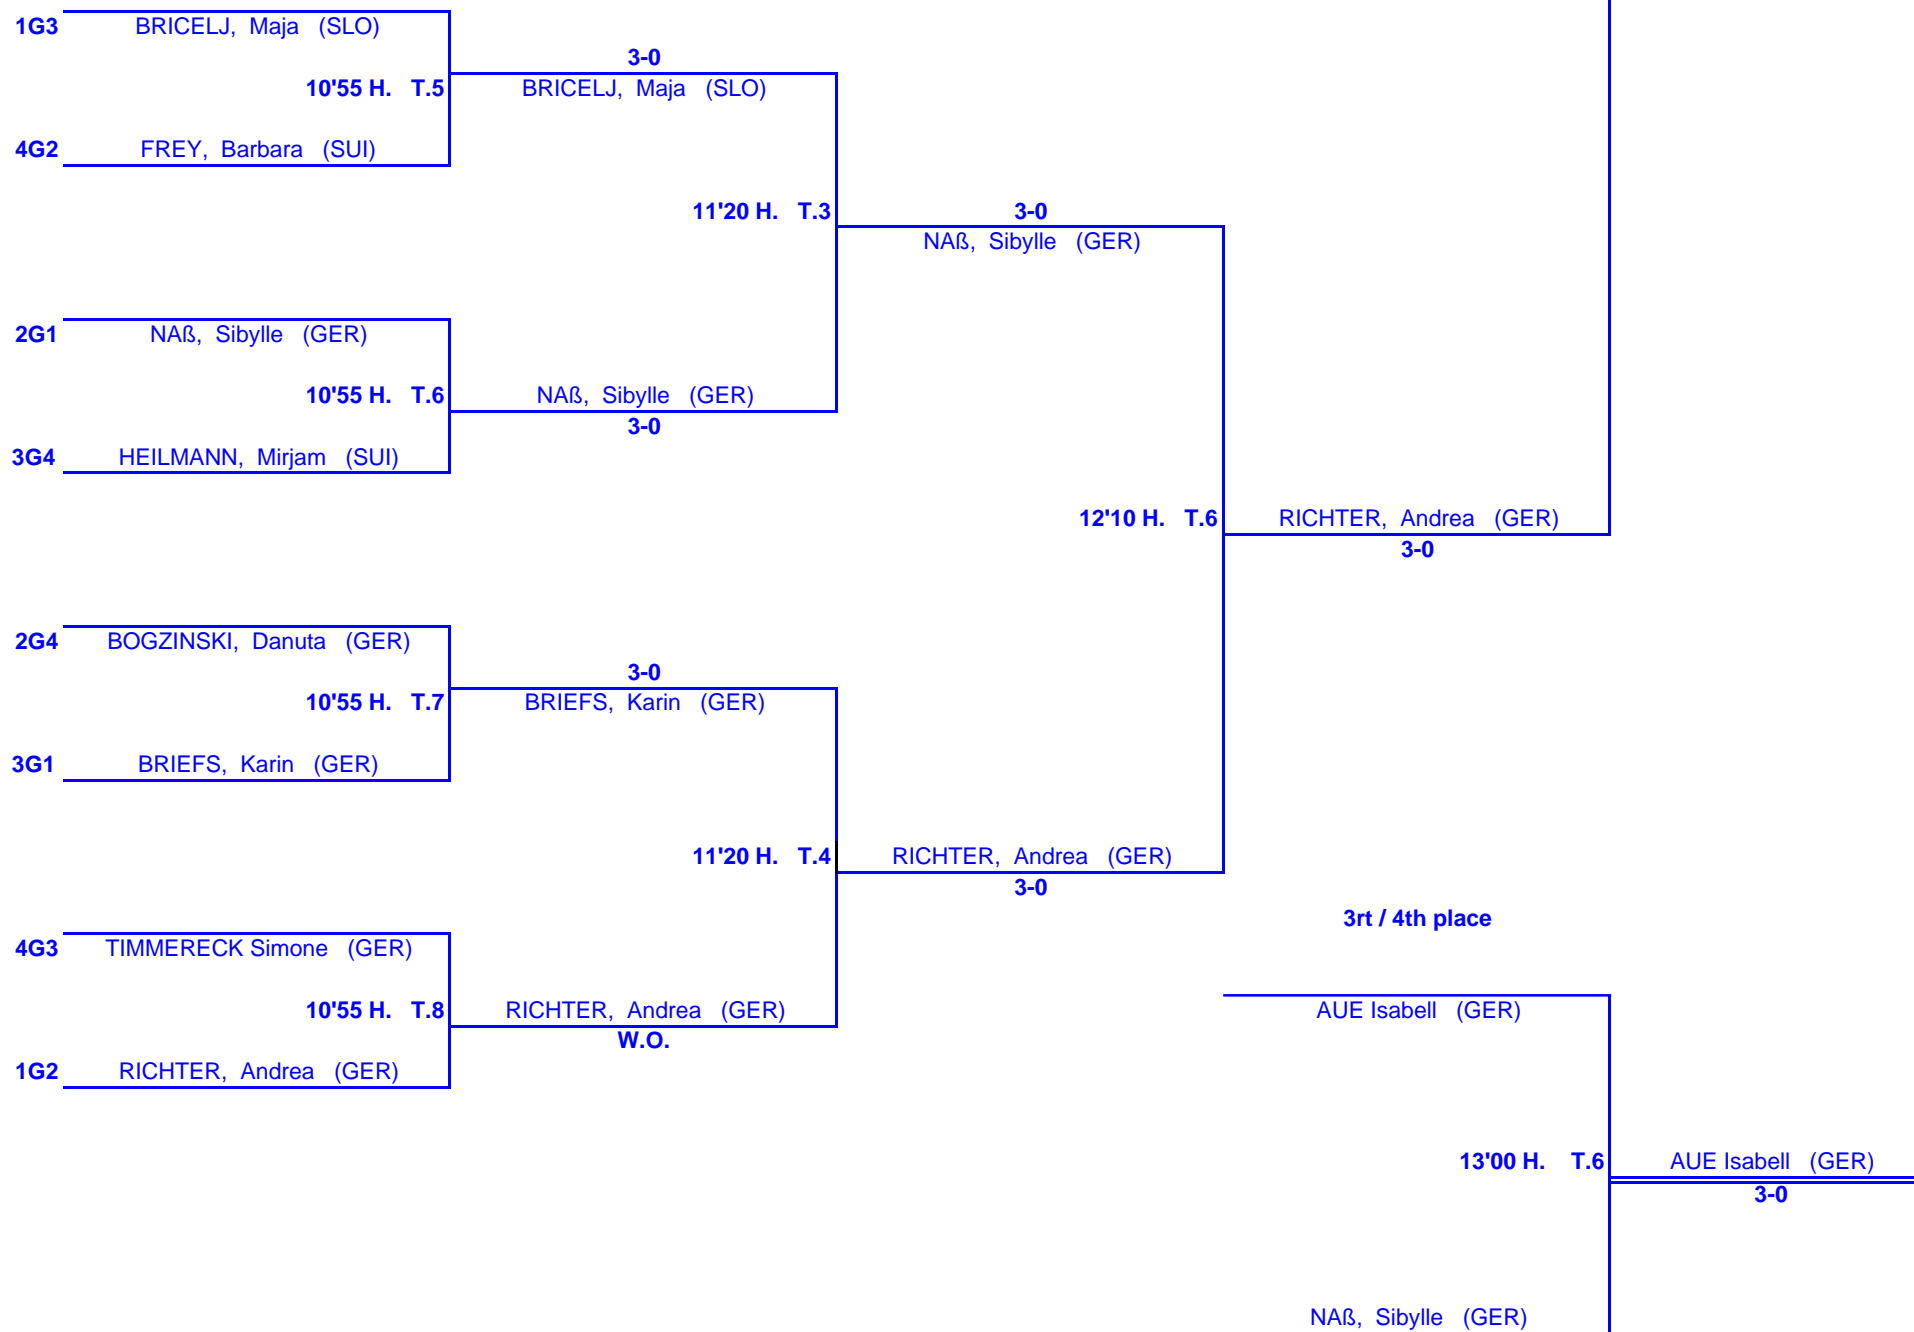 1G3 BRICELJ, Maja (SLO)
3-0
10'55 H. T.5 BRICELJ, Maja (SLO)
4G2 FREY, Barbara (SUI)
11'20 H. T.3 3-0
NAß, Sibylle (GER)
2G1 NAß, Sibylle (GER)
10'55 H. T.6 NAß, Sibylle (GER)
3-0
3G4 HEILMANN, Mirjam (SUI)
12'10 H. T.6 RICHTER, Andrea (GER)
3-0
2G4 BOGZINSKI, Danuta (GER)
3-0
10'55 H. T.7 BRIEFS, Karin (GER)
3G1 BRIEFS, Karin (GER)
11'20 H. T.4 RICHTER, Andrea (GER)
3-0
3rt / 4th place
4G3 TIMMERECK Simone (GER)
10'55 H. T.8 RICHTER, Andrea (GER) AUE Isabell (GER)
W.O.
1G2 RICHTER, Andrea (GER)
13'00 H. T.6 AUE Isabell (GER)
3-0
NAß, Sibylle (GER)